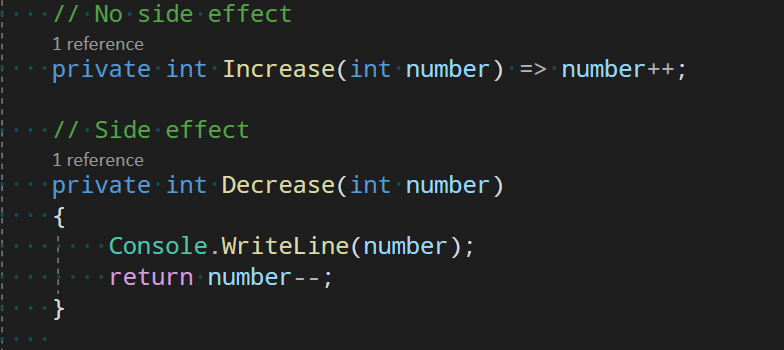 // No side effect
1 reference
private int Increase(int number) => number++;
// Side effect
1 reference
private int Decrease(int number)
{
Console.WriteLine(number);
return number--;
}